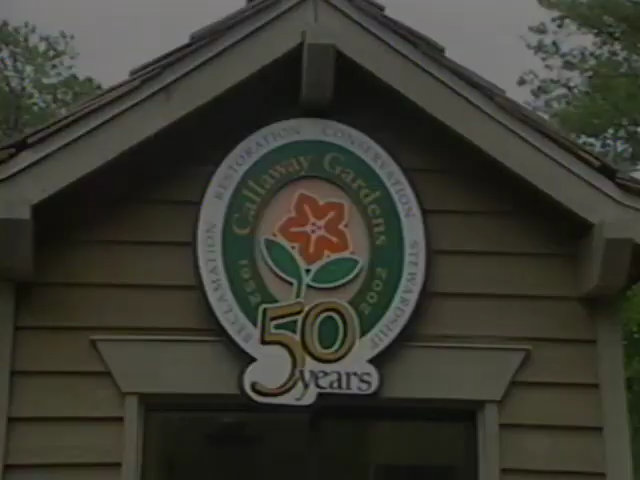 RECLAMATION RESTORATION CONSERVATION STEWARDSHIP
Callaway Gardens
1952 2002
50
years